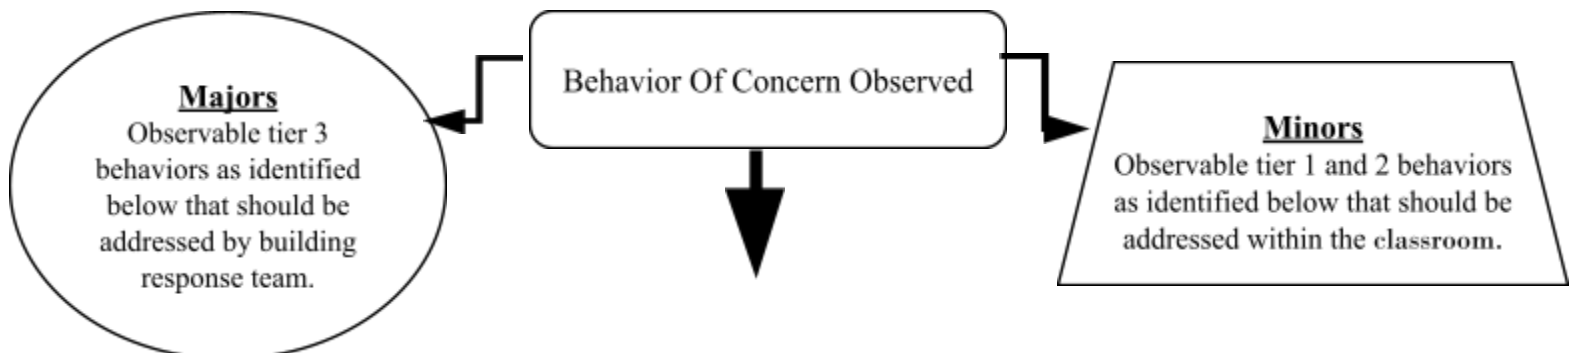 Behavior Of Concern Observed
Majors
Observable tier 3
behaviors as identified
below that should be
addressed by building
response team.
Minors
Observable tier 1 and 2 behaviors
as identified below that should be
addressed within the classroom.